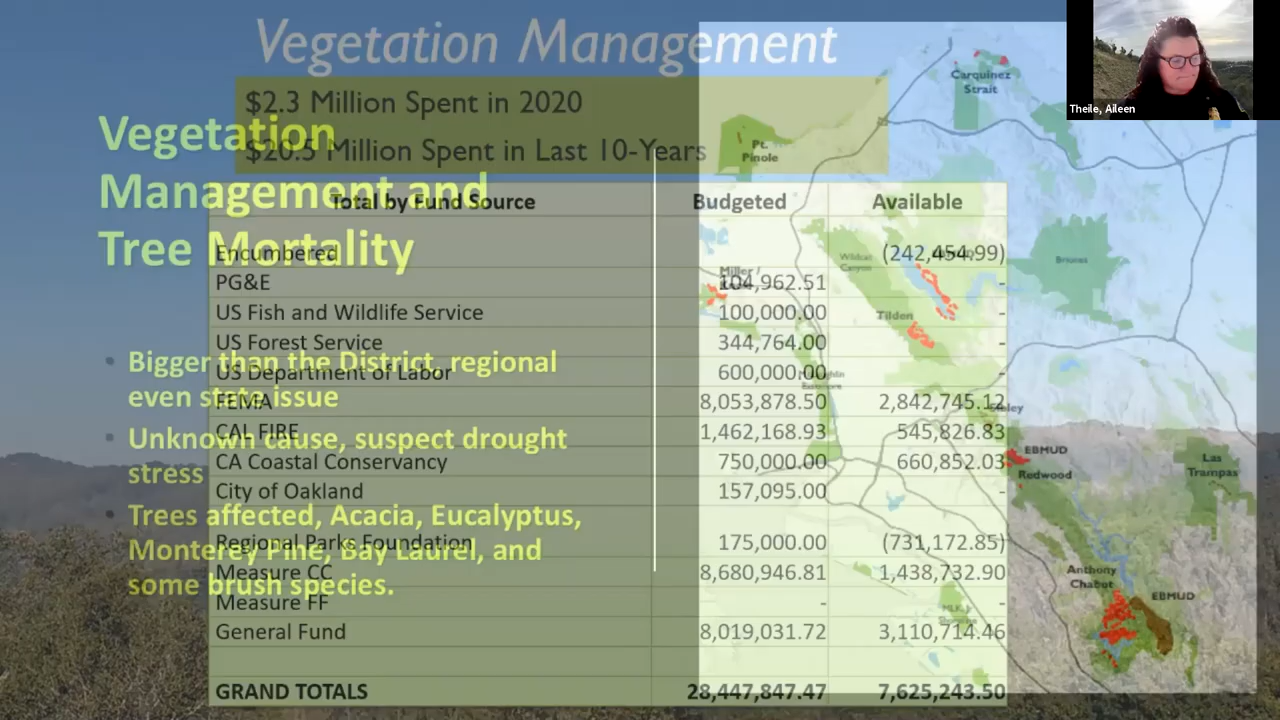 Vegetation Management
$2.3 Million Spent in 2020
$20.5 Million Spent in Last 10-Years
Theile, Aileen
Vegetation
Management and
Tree Mortality
Bigger than the District, regional
even state issue
Unknown cause, suspect drought
stress
Trees affected, Acacia, Eucalyptus,
Monterey Pine, Bay Laurel, and
some brush species.
Total by Fund Source Budgeted Available
Encumbered (242,454.99)
PG&E 104,962.51 -
US Fish and Wildlife Service 100,000.00 -
US Forest Service 344,764.00 -
US Department of Labor 600,000.00 -
FEMA 8,053,878.50 2,842,745.12
CAL FIRE 1,462,168.93 545,826.83
CA Coastal Conservancy 750,000.00 660,852.03
City of Oakland 157,095.00 -
Regional Parks Foundation 175,000.00 (731,172.85)
Measure CC 8,680,946.81 1,438,732.90
Measure FF - -
General Fund 8,019,031.72 3,110,714.46
GRAND TOTALS 28,447,847.47 7,625,243.50
Carquinez
Strait
Pt.
Pinole
Wildcat
Canyon
Briones
Miller /
Tilden
Sibley
EBMUD
Redwood
Las
Trampas
Anthony
Chabot
EBMUD